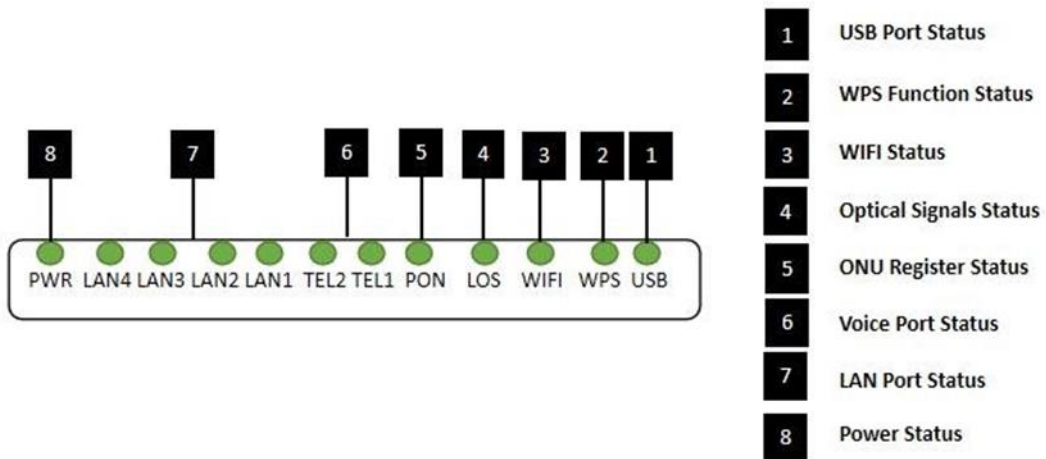 8 7 6 5 4 3 2 1
PWR LAN4 LAN3 LAN2 LAN1 TEL2 TEL1 PON LOS WIFI WPS USB
1 USB Port Status
2 WPS Function Status
3 WIFI Status
4 Optical Signals Status
5 ONU Register Status
6 Voice Port Status
7 LAN Port Status
8 Power Status